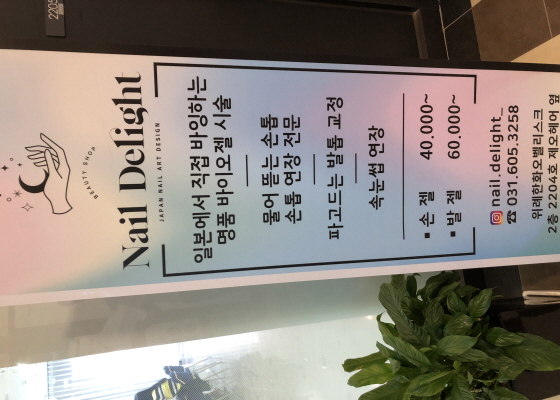 2205
BEAUTY SHOP
Nail Delight
JAPAN NAIL ART DESIGN
일본에서 직접 바잉하는
명품 바이오젤 시술
물어 뜯는 손톱
손톱 연장 전문
파고드는 발톱 교정
속눈썹 연장
▪ 손 젤 40.000~
▪ 발 젤 60.000~
nail.delight_
☎ 031.605.3258
위례한화오벨리스크
2층 2204호 제오헤어 옆